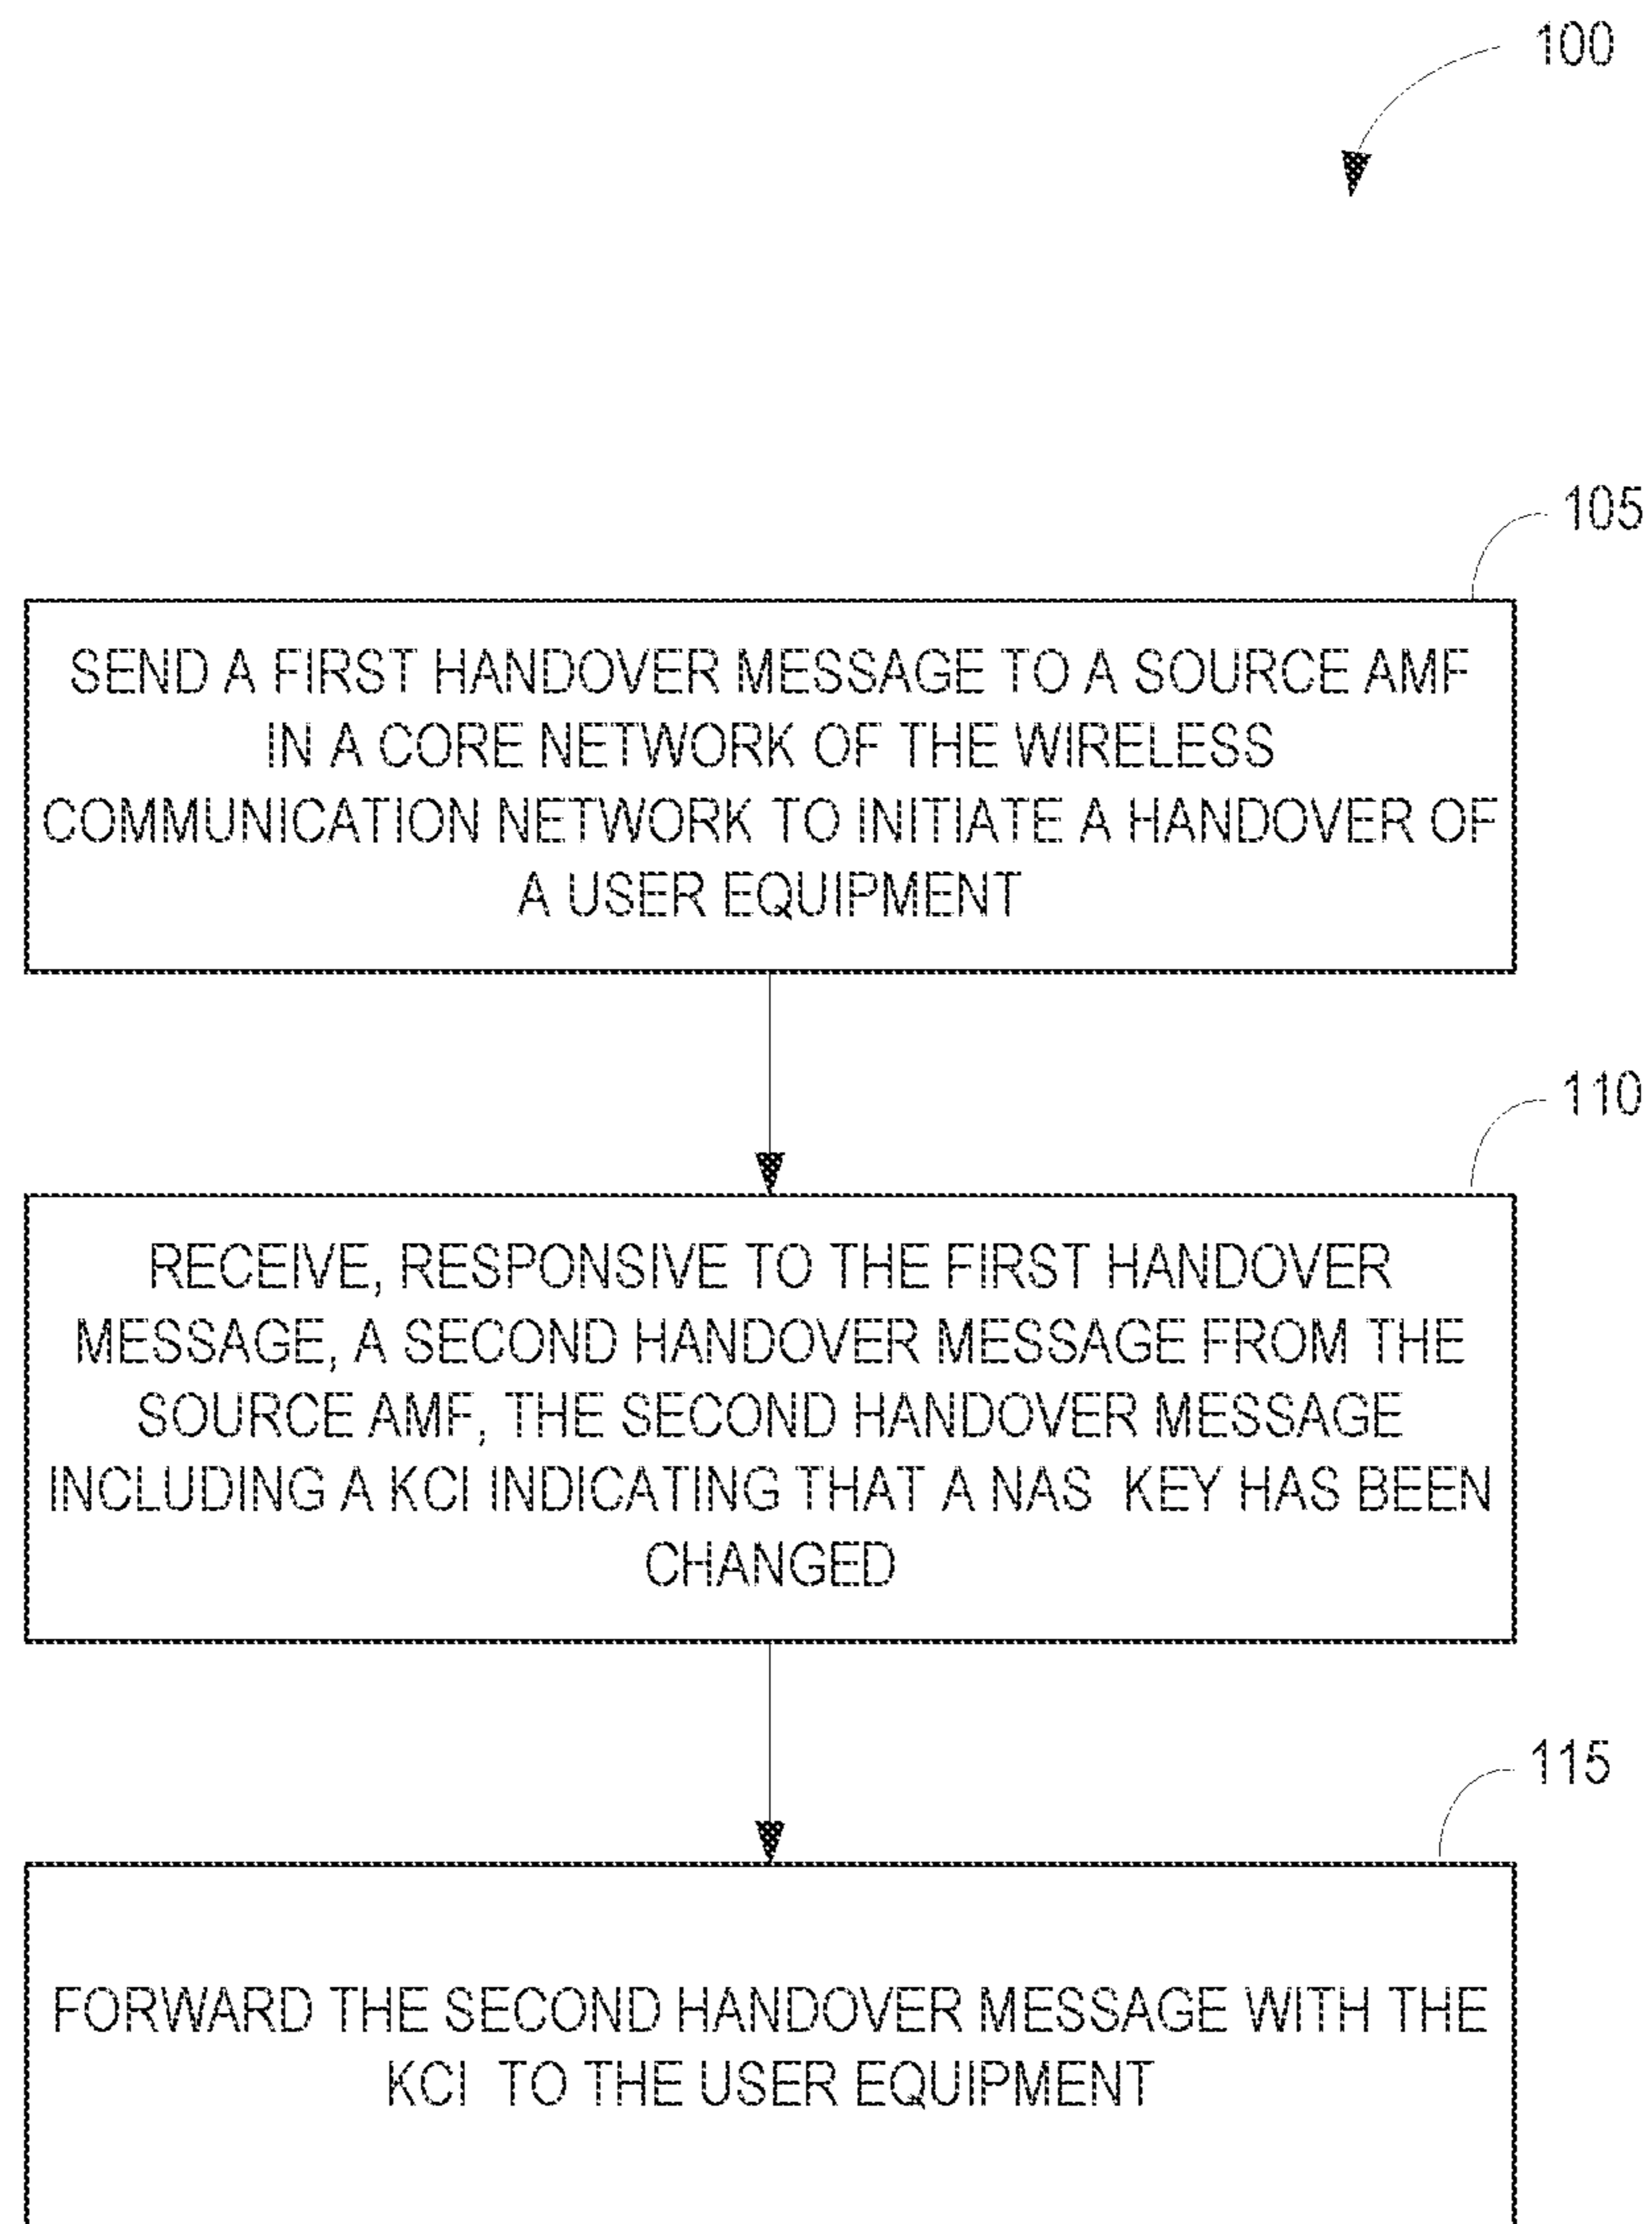 100
105
SEND A FIRST HANDOVER MESSAGE TO A SOURCE AMF
IN A CORE NETWORK OF THE WIRELESS
COMMUNICATION NETWORK TO INITIATE A HANDOVER OF
A USER EQUIPMENT
110
RECEIVE, RESPONSIVE TO THE FIRST HANDOVER
MESSAGE, A SECOND HANDOVER MESSAGE FROM THE
SOURCE AMF, THE SECOND HANDOVER MESSAGE
INCLUDING A KCI INDICATING THAT A NAS KEY HAS BEEN
CHANGED
115
FORWARD THE SECOND HANDOVER MESSAGE WITH THE
KCI TO THE USER EQUIPMENT